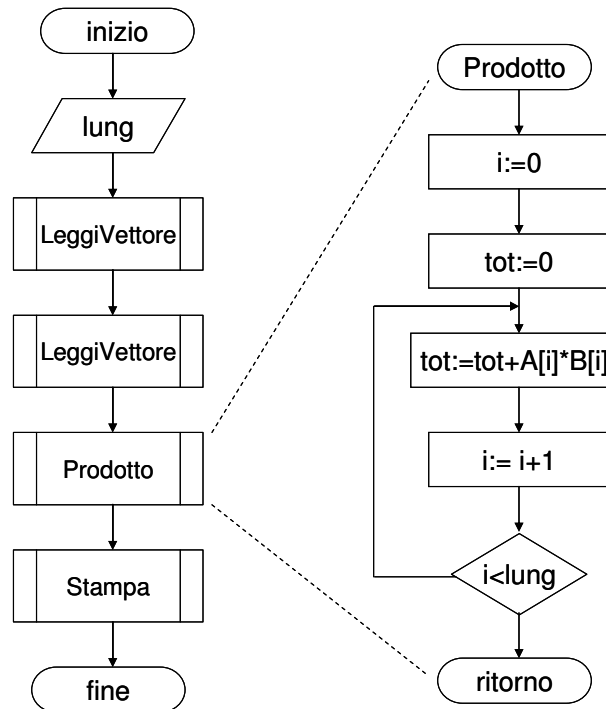 inizio
lung
LeggiVettore
LeggiVettore
Prodotto
Stampa
fine
Prodotto
i:=0
tot:=0
tot:=tot+A[i]*B[i]
i:= i+1
i<lung
ritorno